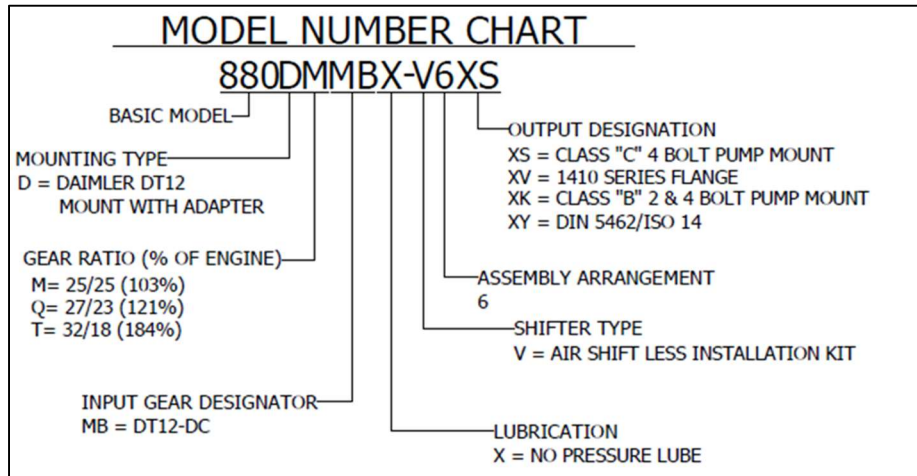 MODEL NUMBER CHART
880DMMBX-V6XS
BASIC MODEL
MOUNTING TYPE
D = DAIMLER DT12
MOUNT WITH ADAPTER
GEAR RATIO (% OF ENGINE)
M= 25/25 (103%)
Q= 27/23 (121%)
T= 32/18 (184%)
INPUT GEAR DESIGNATOR
MB = DT12-DC
OUTPUT DESIGNATION
XS = CLASS "C" 4 BOLT PUMP MOUNT
XV = 1410 SERIES FLANGE
XK = CLASS "B" 2 & 4 BOLT PUMP MOUNT
XY = DIN 5462/ISO 14
ASSEMBLY ARRANGEMENT
6
SHIFTER TYPE
V = AIR SHIFT LESS INSTALLATION KIT
LUBRICATION
X = NO PRESSURE LUBE